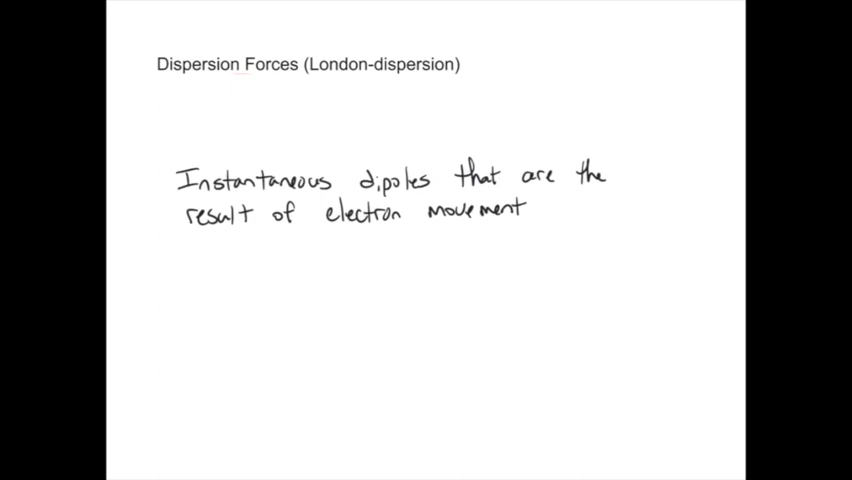 Dispersion Forces (London-dispersion)
Instantaneous dipoles that are the
result of electron movement